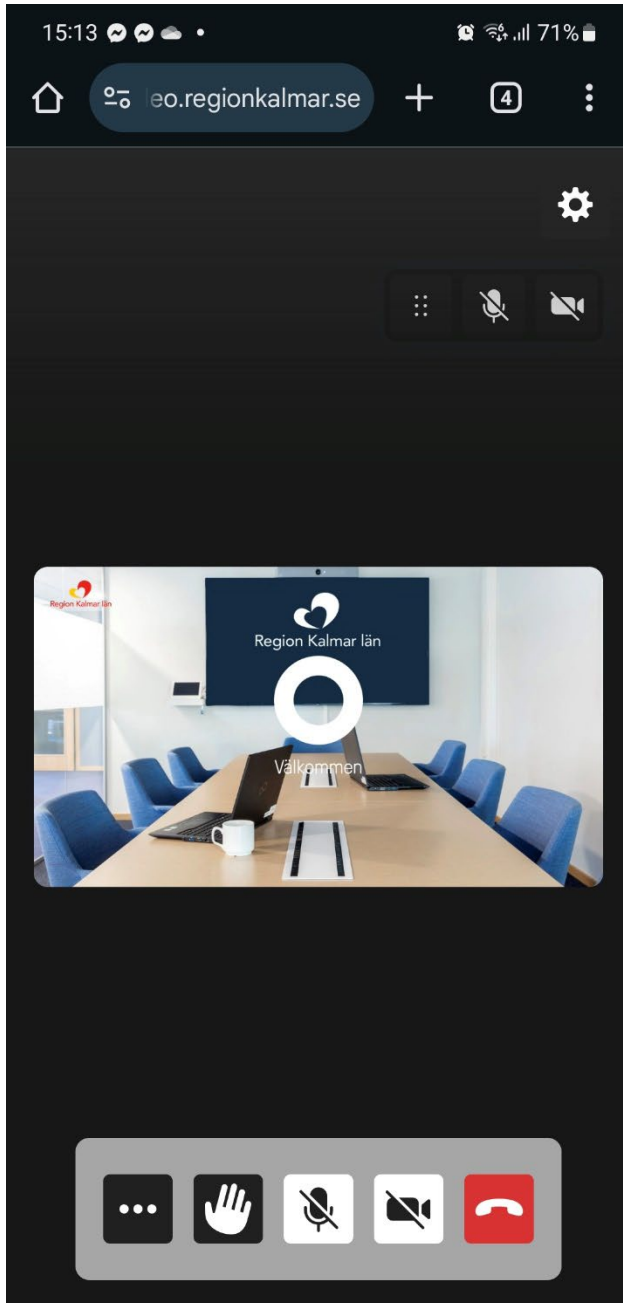 15:13
71%
eo.regionkalmar.se
4
Region Kalmar län
Region Kalmar län
Välkommen